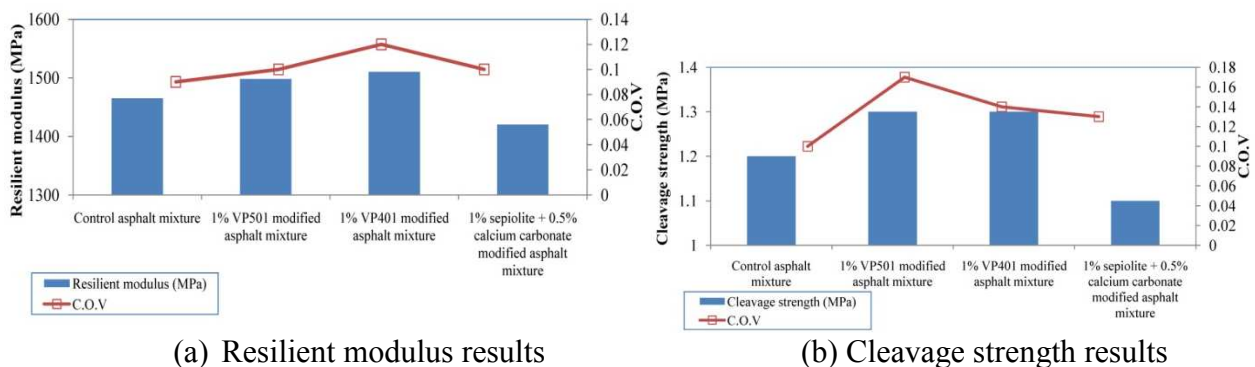 Resilient modulus (MPa)
1600
1500
1400
1300
0.14
0.12
0.1
0.08
0.06
0.04
0.02
0
C.O.V
Control asphalt mixture
1% VP501 modified
asphalt mixture
1% VP401 modified
asphalt mixture
1% sepiolite + 0.5%
calcium carbonate
modified asphalt
mixture
Resilient modulus (MPa)
C.O.V
(a) Resilient modulus results
Cleavage strength (MPa)
1.4
1.3
1.2
1.1
1
0.18
0.16
0.14
0.12
0.1
0.08
0.06
0.04
0.02
0
C.O.V
Control asphalt
mixture
1% VP501 modified
asphalt mixture
1% VP401 modified
asphalt mixture
1% sepiolite + 0.5%
calcium carbonate
modified asphalt
mixture
Cleavage strength (MPa)
C.O.V
(b) Cleavage strength results